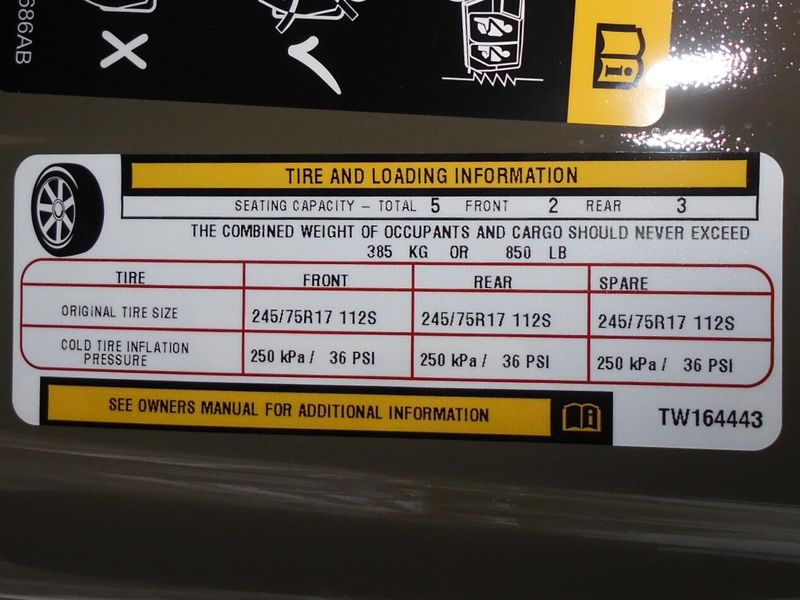 686AB
TIRE AND LOADING INFORMATION
SEATING CAPACITY – TOTAL 5 FRONT 2 REAR 3
THE COMBINED WEIGHT OF OCCUPANTS AND CARGO SHOULD NEVER EXCEED
385 KG OR 850 LB
TIRE FRONT REAR SPARE
ORIGINAL TIRE SIZE 245/75R17 112S 245/75R17 112S 245/75R17 112S
COLD TIRE INFLATION
PRESSURE 250 kPa / 36 PSI 250 kPa / 36 PSI 250 kPa / 36 PSI
SEE OWNERS MANUAL FOR ADDITIONAL INFORMATION
TW164443